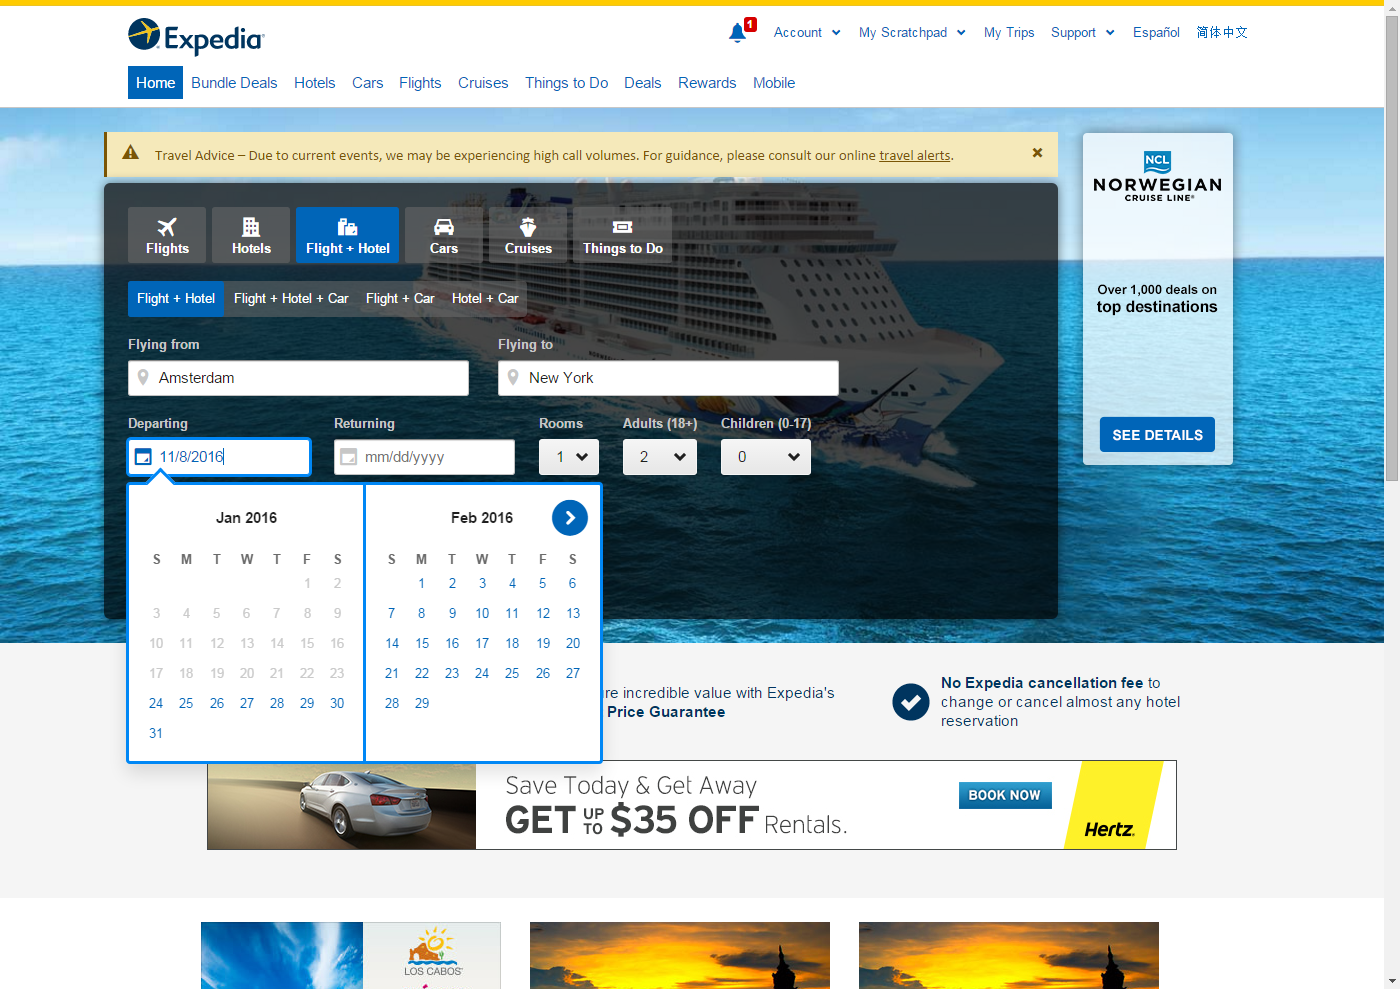 Expedia
1
Account
My Scratchpad
My Trips
Support
Español
简体中文
Home
Bundle Deals
Hotels
Cars
Flights
Cruises
Things to Do
Deals
Rewards
Mobile
Travel Advice – Due to current events, we may be experiencing high call volumes. For guidance, please consult our online travel alerts.
NCL
NORWEGIAN
CRUISE LINE®
Over 1,000 deals on
top destinations
SEE DETAILS
Flights
Hotels
Flight + Hotel
Cars
Cruises
Things to Do
Flight + Hotel
Flight + Hotel + Car
Flight + Car
Hotel + Car
Flying from
Flying to
Amsterdam
New York
Departing
Returning
Rooms
Adults (18+)
Children (0-17)
11/8/2016
mm/dd/yyyy
1
2
0
Jan 2016
S M T W T F S
1 2
3 4 5 6 7 8 9
10 11 12 13 14 15 16
17 18 19 20 21 22 23
24 25 26 27 28 29 30
31
Feb 2016
S M T W T F S
1 2 3 4 5 6
7 8 9 10 11 12 13
14 15 16 17 18 19 20
21 22 23 24 25 26 27
28 29
re incredible value with Expedia's
Price Guarantee
No Expedia cancellation fee to
change or cancel almost any hotel
reservation
Save Today & Get Away
GET UP TO $35 OFF Rentals.
BOOK NOW
Hertz.
LOS CABOS